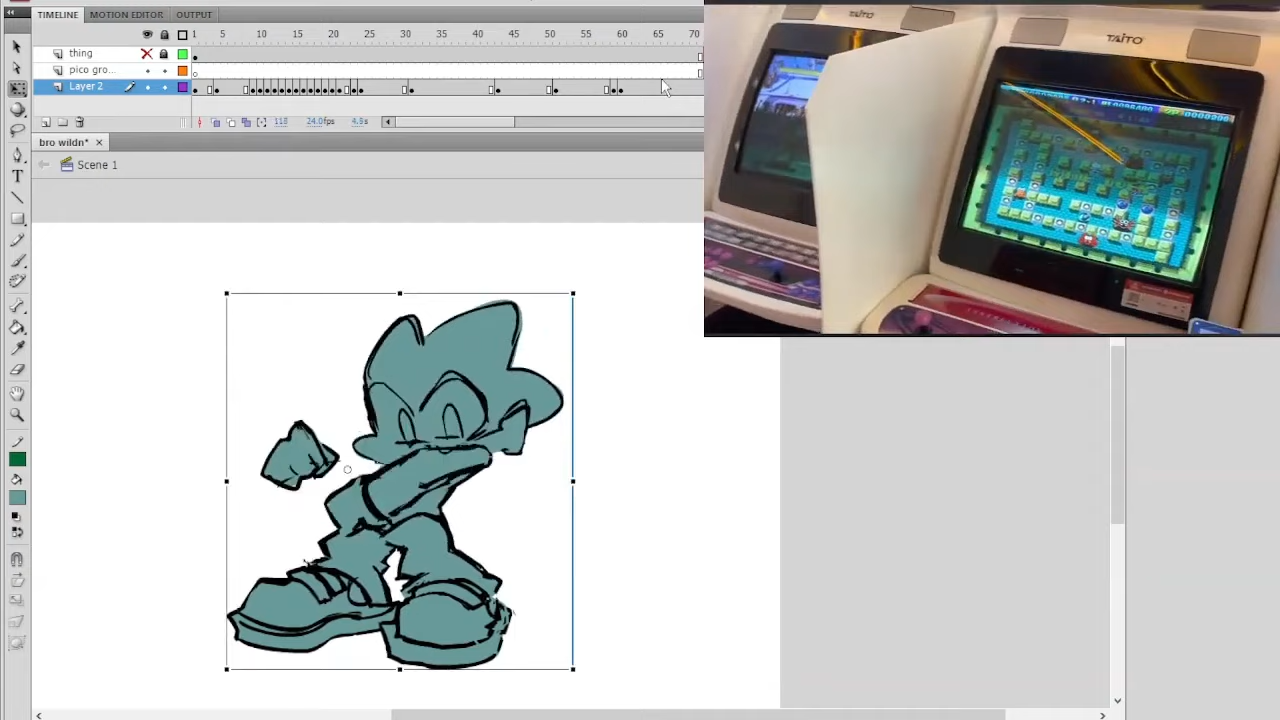 TIMELINE MOTION EDITOR OUTPUT
1 5 10 15 20 25 30 35 40 45 50 55 60 65 70
thing
pico gro...
Layer 2
118 24.0fps 4.9s
bro wildn* ×
Scene 1
T
TAITO
TAITO